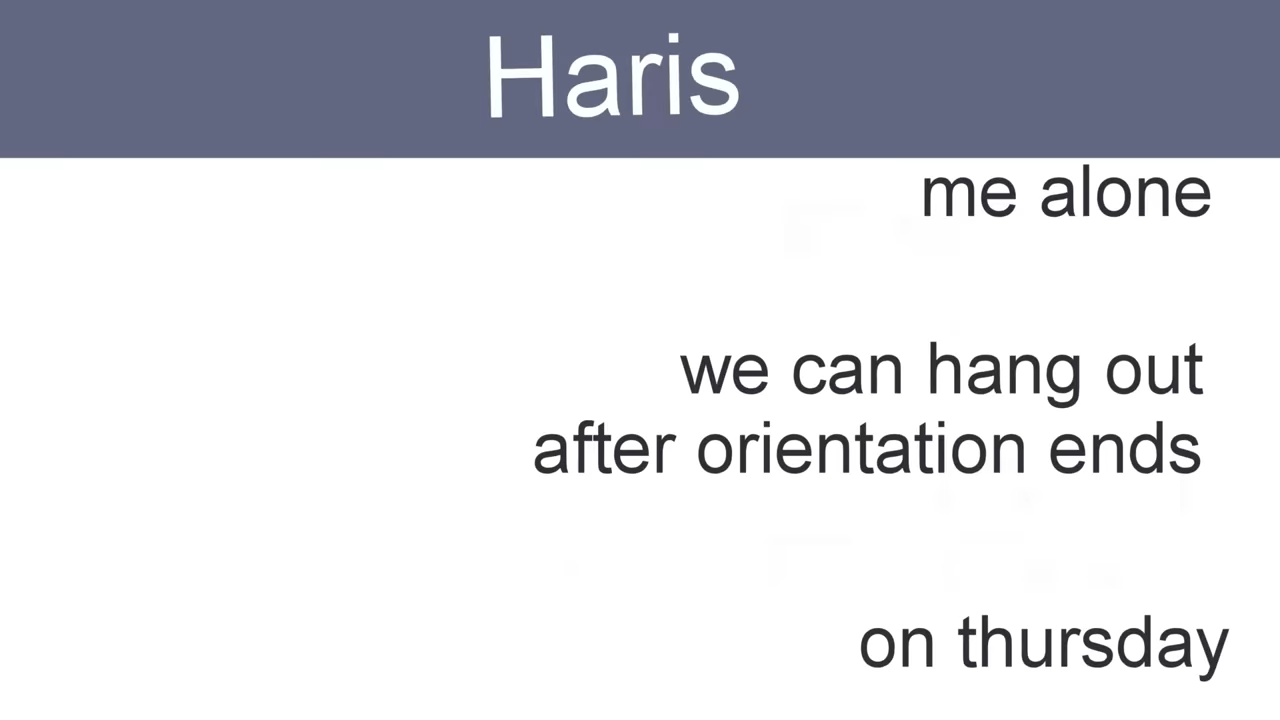 Haris
me alone
we can hang out
after orientation ends
on thursday